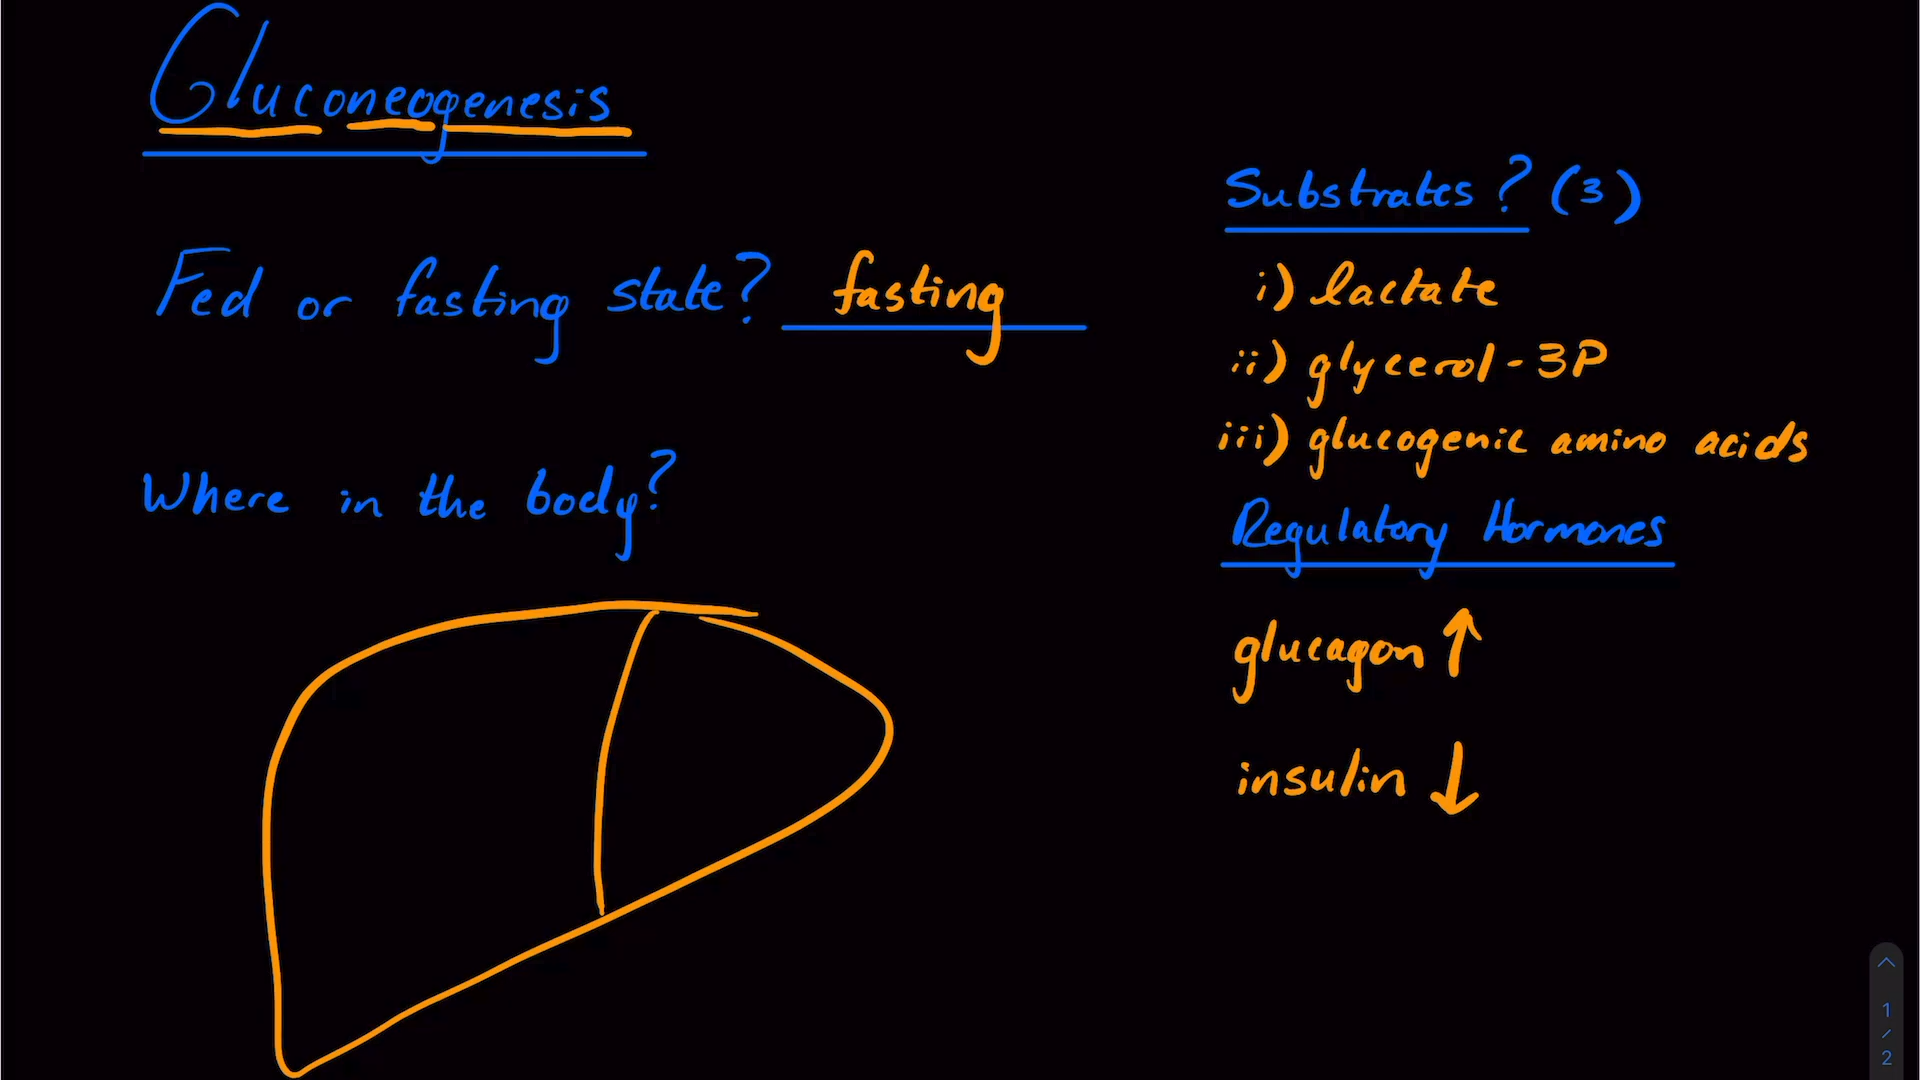 Gluconeogenesis
Fed or fasting state? fasting
Where in the body?
Substrates? (3)
i) lactate
ii) glycerol-3P
iii) glucogenic amino acids
Regulatory Hormones
glucagon ↑
insulin ↓
1
/
2